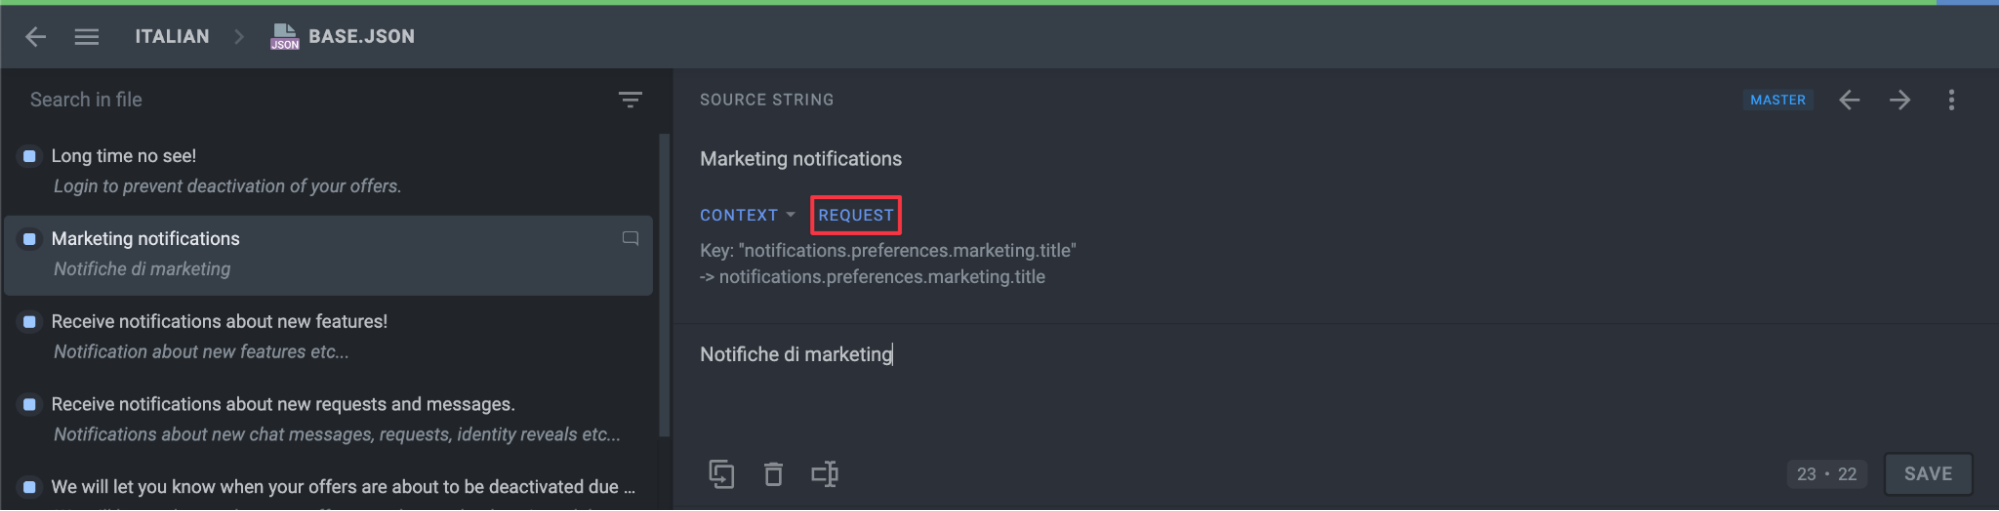 ITALIAN
JSON
BASE.JSON
Search in file
Long time no see!
Login to prevent deactivation of your offers.
Marketing notifications
Notifiche di marketing
Receive notifications about new features!
Notification about new features etc...
Receive notifications about new requests and messages.
Notifications about new chat messages, requests, identity reveals etc...
We will let you know when your offers are about to be deactivated due ...
SOURCE STRING
MASTER
Marketing notifications
CONTEXT REQUEST
Key: "notifications.preferences.marketing.title"
-> notifications.preferences.marketing.title
Notifiche di marketing
23 • 22
SAVE